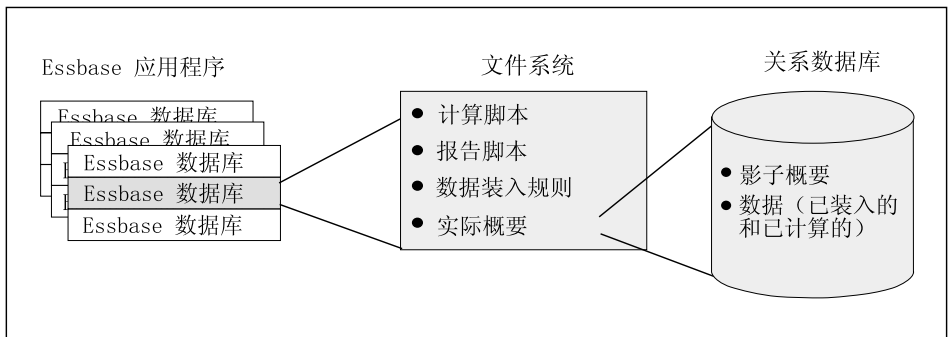 Essbase 应用程序
Essbase 数据库
Essbase 数据库
Essbase 数据库
Essbase 数据库
Essbase 数据库
文件系统
计算脚本
报告脚本
数据装入规则
实际概要
关系数据库
影子概要
数据（已装入的
和已计算的）